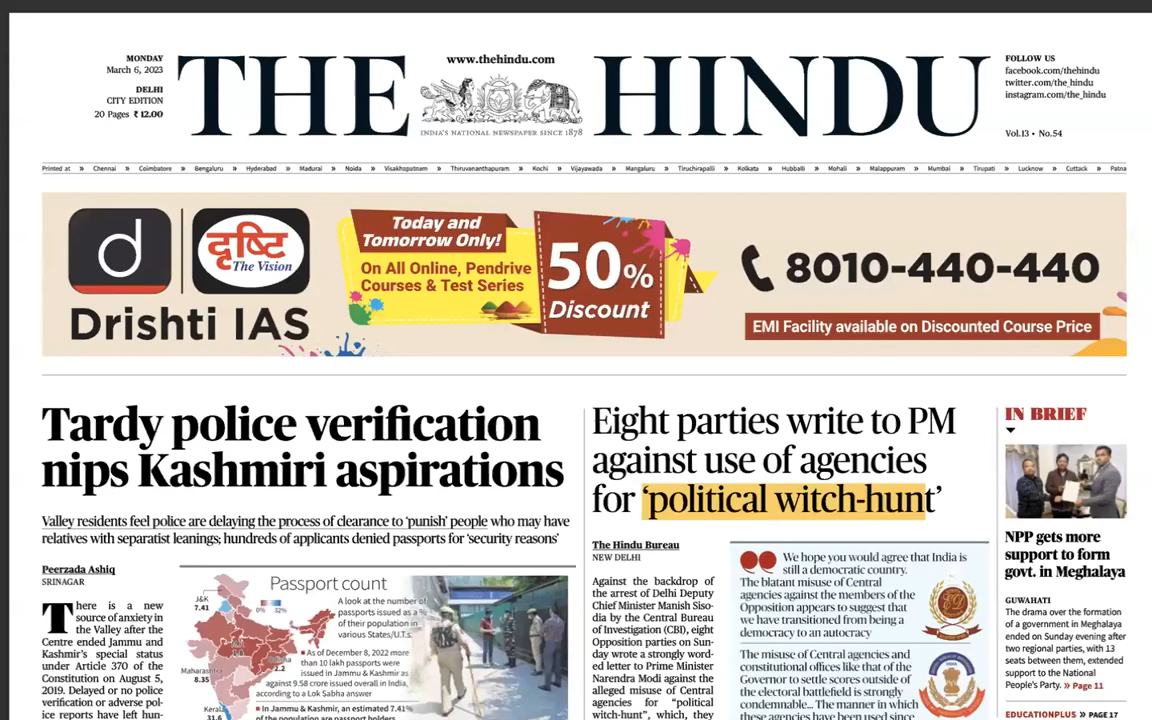 MONDAY
March 6, 2023
DELHI
CITY EDITION
20 Pages ₹ 12.00
THE HINDU
www.thehindu.com
INDIA'S NATIONAL NEWSPAPER SINCE 1878
FOLLOW US
facebook.com/thehindu
twitter.com/the_hindu
instagram.com/the_hindu
Vol.13 • No.54
Printed at » Chennai » Coimbatore » Bengaluru » Hyderabad » Madurai » Noida » Visakhapatnam » Thiruvananthapuram » Kochi » Vijayawada » Mangaluru » Tiruchirapalli » Kolkata » Hubballi » Mohali » Malappuram » Mumbai » Tirupati » Lucknow » Cuttack » Patna
d
दृष्टि
The Vision
Drishti IAS
Today and
Tomorrow Only!
On All Online, Pendrive
Courses & Test Series
50%
Discount
8010-440-440
EMI Facility available on Discounted Course Price
Tardy police verification
nips Kashmiri aspirations
Valley residents feel police are delaying the process of clearance to 'punish' people who may have
relatives with separatist leanings; hundreds of applicants denied passports for 'security reasons'
Peerzada Ashiq
SRINAGAR
There is a new
source of anxiety in
the Valley after the
Centre ended Jammu and
Kashmir's special status
under Article 370 of the
Constitution on August 5,
2019. Delayed or no police
verification or adverse pol-
ice reports have left hun-
Passport count
A look at the number of
passports issued as a %
of their population in
various States/U.T.s.
J&K
7.41
0% 32%
Maharashtra
8.35
2.2
Kerala
31.6
■ As of December 8, 2022 more
than 10 lakh passports were
issued in Jammu & Kashmir as
against 9.58 crore issued overall in India,
according to a Lok Sabha answer
■ In Jammu & Kashmir, an estimated 7.41%
of the population are passport holders
Eight parties write to PM
against use of agencies
for 'political witch-hunt'
The Hindu Bureau
NEW DELHI
Against the backdrop of
the arrest of Delhi Deputy
Chief Minister Manish Siso-
dia by the Central Bureau
of Investigation (CBI), eight
Opposition parties on Sun-
day wrote a strongly word-
ed letter to Prime Minister
Narendra Modi against the
alleged misuse of Central
agencies for "political
witch-hunt", which, they
We hope you would agree that India is
still a democratic country.
The blatant misuse of Central
agencies against the members of the
Opposition appears to suggest that
we have transitioned from being a
democracy to an autocracy
The misuse of Central agencies and
constitutional offices like that of the
Governor to settle scores outside of
the electoral battlefield is strongly
condemnable... The manner in which
these agencies have been used since
IN BRIEF
NPP gets more
support to form
govt. in Meghalaya
GUWAHATI
The drama over the formation
of a government in Meghalaya
ended on Sunday evening after
two regional parties, with 13
seats between them, extended
support to the National
People's Party. » Page 11
EDUCATIONPLUS » PAGE 17